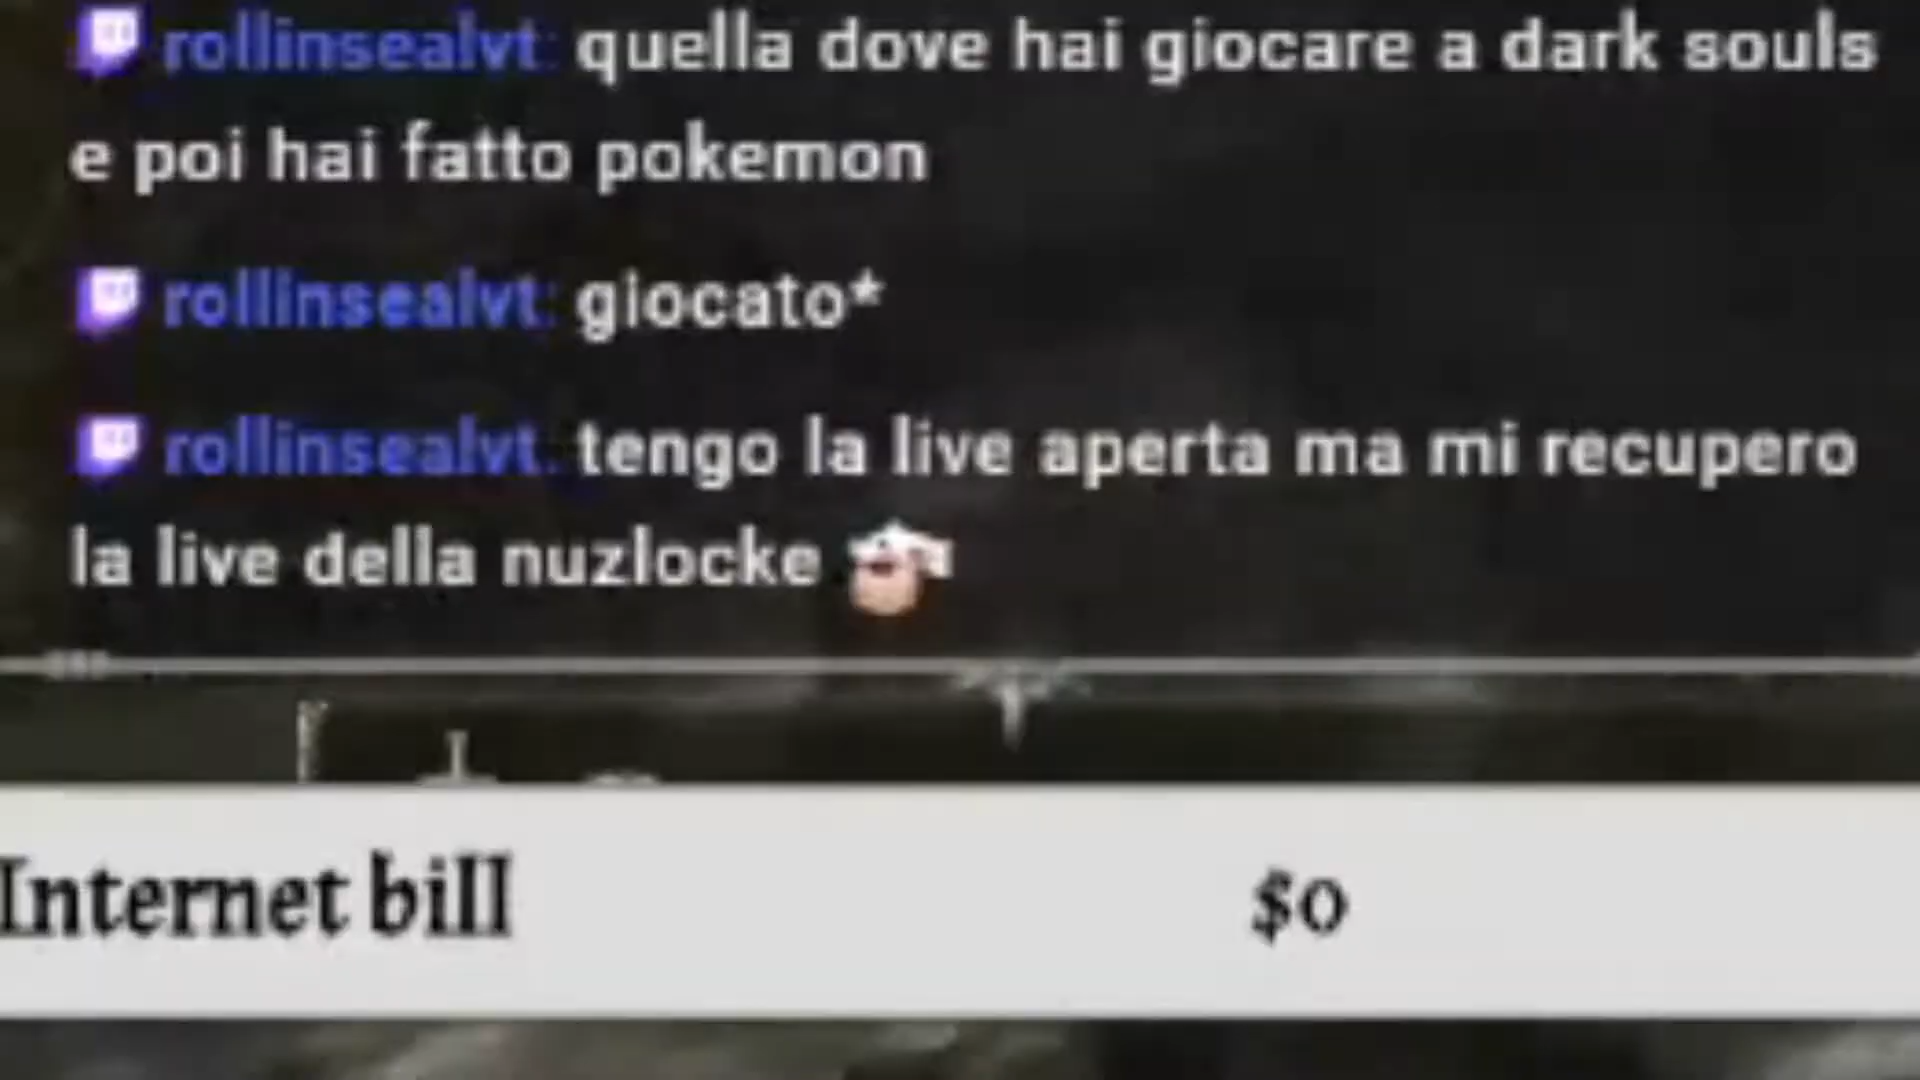 rollinsealvt: quella dove hai giocare a dark souls
e poi hai fatto pokemon
rollinsealvt: giocato*
rollinsealvt: tengo la live aperta ma mi recupero
la live della nuzlocke
Internet bill $0